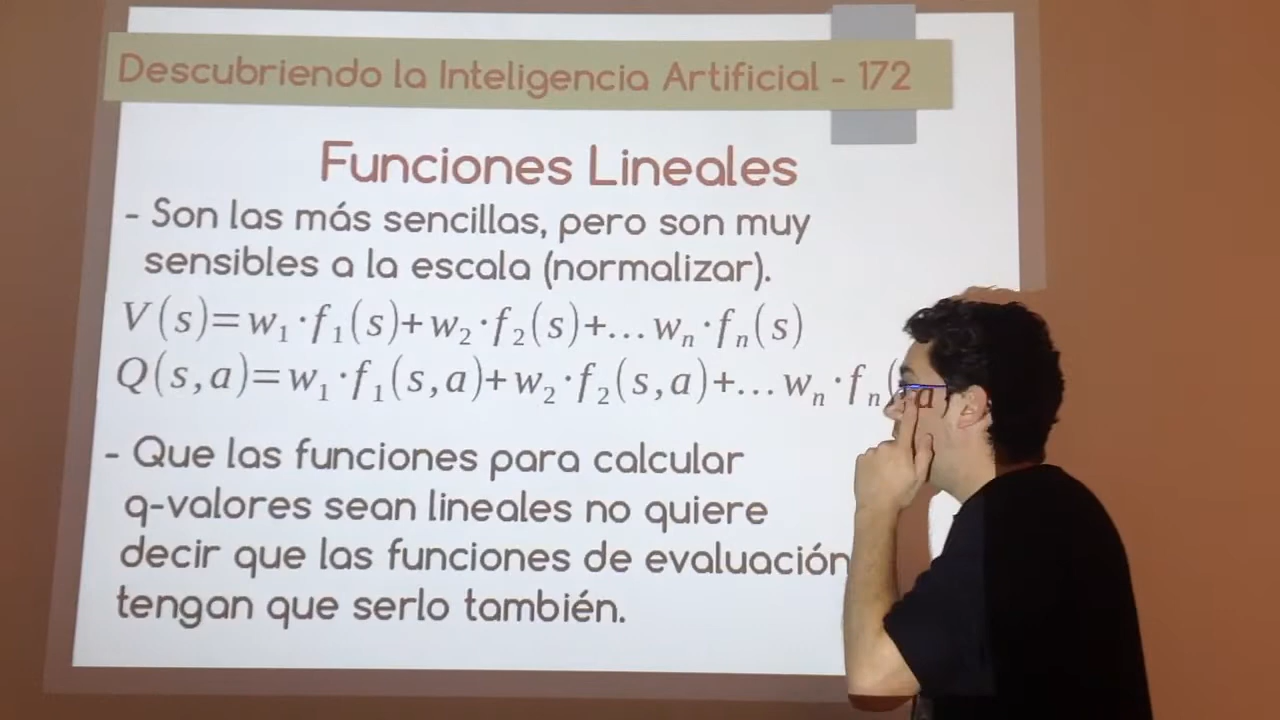 Descubriendo la Inteligencia Artificial - 172
Funciones Lineales
- Son las más sencillas, pero son muy
sensibles a la escala (normalizar).
V(s)=w₁·f₁(s)+w₂·f₂(s)+...wₙ·fₙ(s)
Q(s,a)=w₁·f₁(s,a)+w₂·f₂(s,a)+...wₙ·fₙ(
- Que las funciones para calcular
q-valores sean lineales no quiere
decir que las funciones de evaluación
tengan que serlo también.